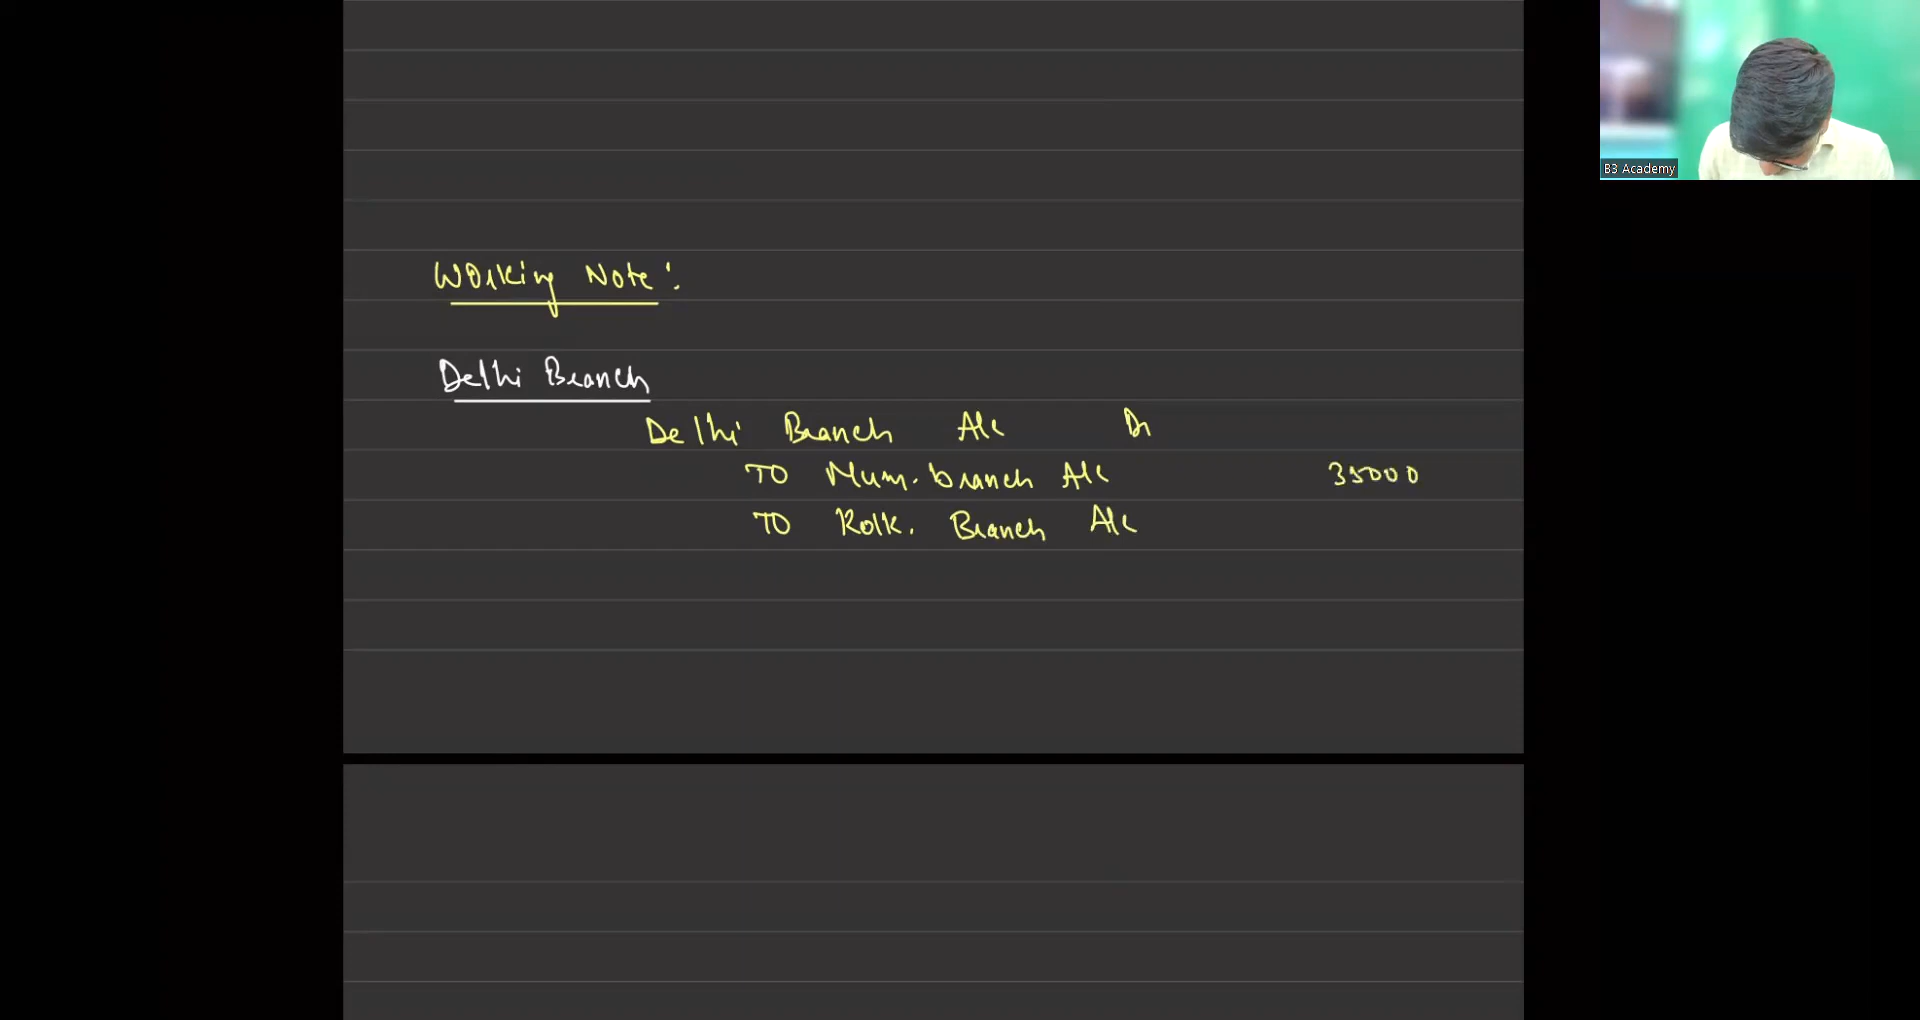 Working Note:
Delhi Branch
Delhi Branch A/c Dr
TO Mum. branch A/c 35000
TO Kolk. Branch A/c
B3 Academy